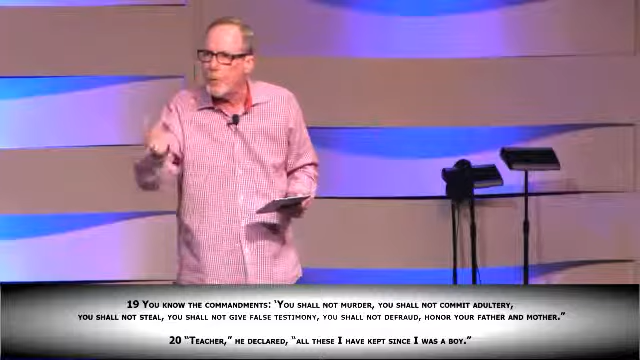 19 You know the commandments: ‘You shall not murder, you shall not commit adultery,
you shall not steal, you shall not give false testimony, you shall not defraud, honor your father and mother.”
20 “Teacher,” he declared, “all these I have kept since I was a boy.”